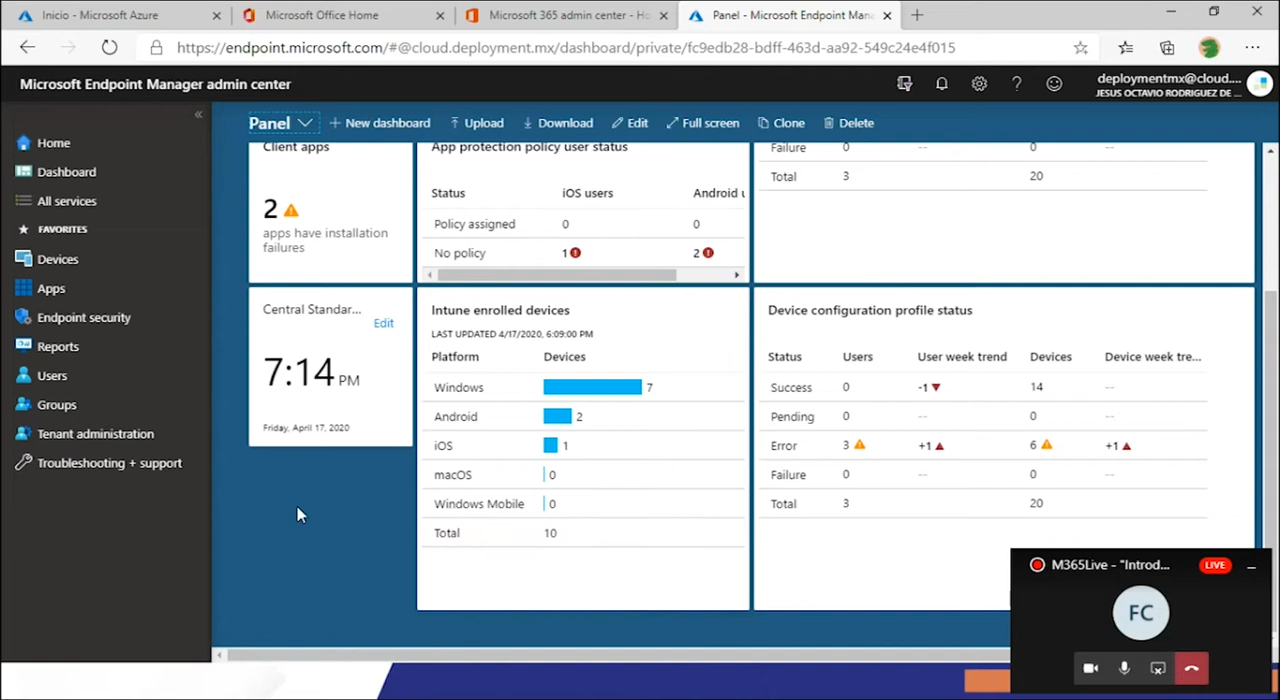 Inicio - Microsoft Azure
Microsoft Office Home
Microsoft 365 admin center - Ho
Panel - Microsoft Endpoint Mana
https://endpoint.microsoft.com/#@cloud.deployment.mx/dashboard/private/fc9edb28-bdff-463d-aa92-549c24e4f015
Microsoft Endpoint Manager admin center
deploymentmx@cloud....
JESUS OCTAVIO RODRIGUEZ DE ...
Home
Dashboard
All services
FAVORITES
Devices
Apps
Endpoint security
Reports
Users
Groups
Tenant administration
Troubleshooting + support
Panel
New dashboard
Upload
Download
Edit
Full screen
Clone
Delete
Client apps
2
apps have installation
failures
App protection policy user status
Status iOS users Android u
Policy assigned 0 0
No policy 1 2
Failure 0 -- 0 --
Total 3 20
Central Standar...
Edit
7:14 PM
Friday, April 17, 2020
Intune enrolled devices
LAST UPDATED 4/17/2020, 6:09:00 PM
Platform Devices
Windows 7
Android 2
iOS 1
macOS 0
Windows Mobile 0
Total 10
Device configuration profile status
Status Users User week trend Devices Device week tre...
Success 0 -1 14 --
Pending 0 -- 0 --
Error 3 +1 6 +1
Failure 0 -- 0 --
Total 3 20
M365Live - "Introd...
LIVE
FC